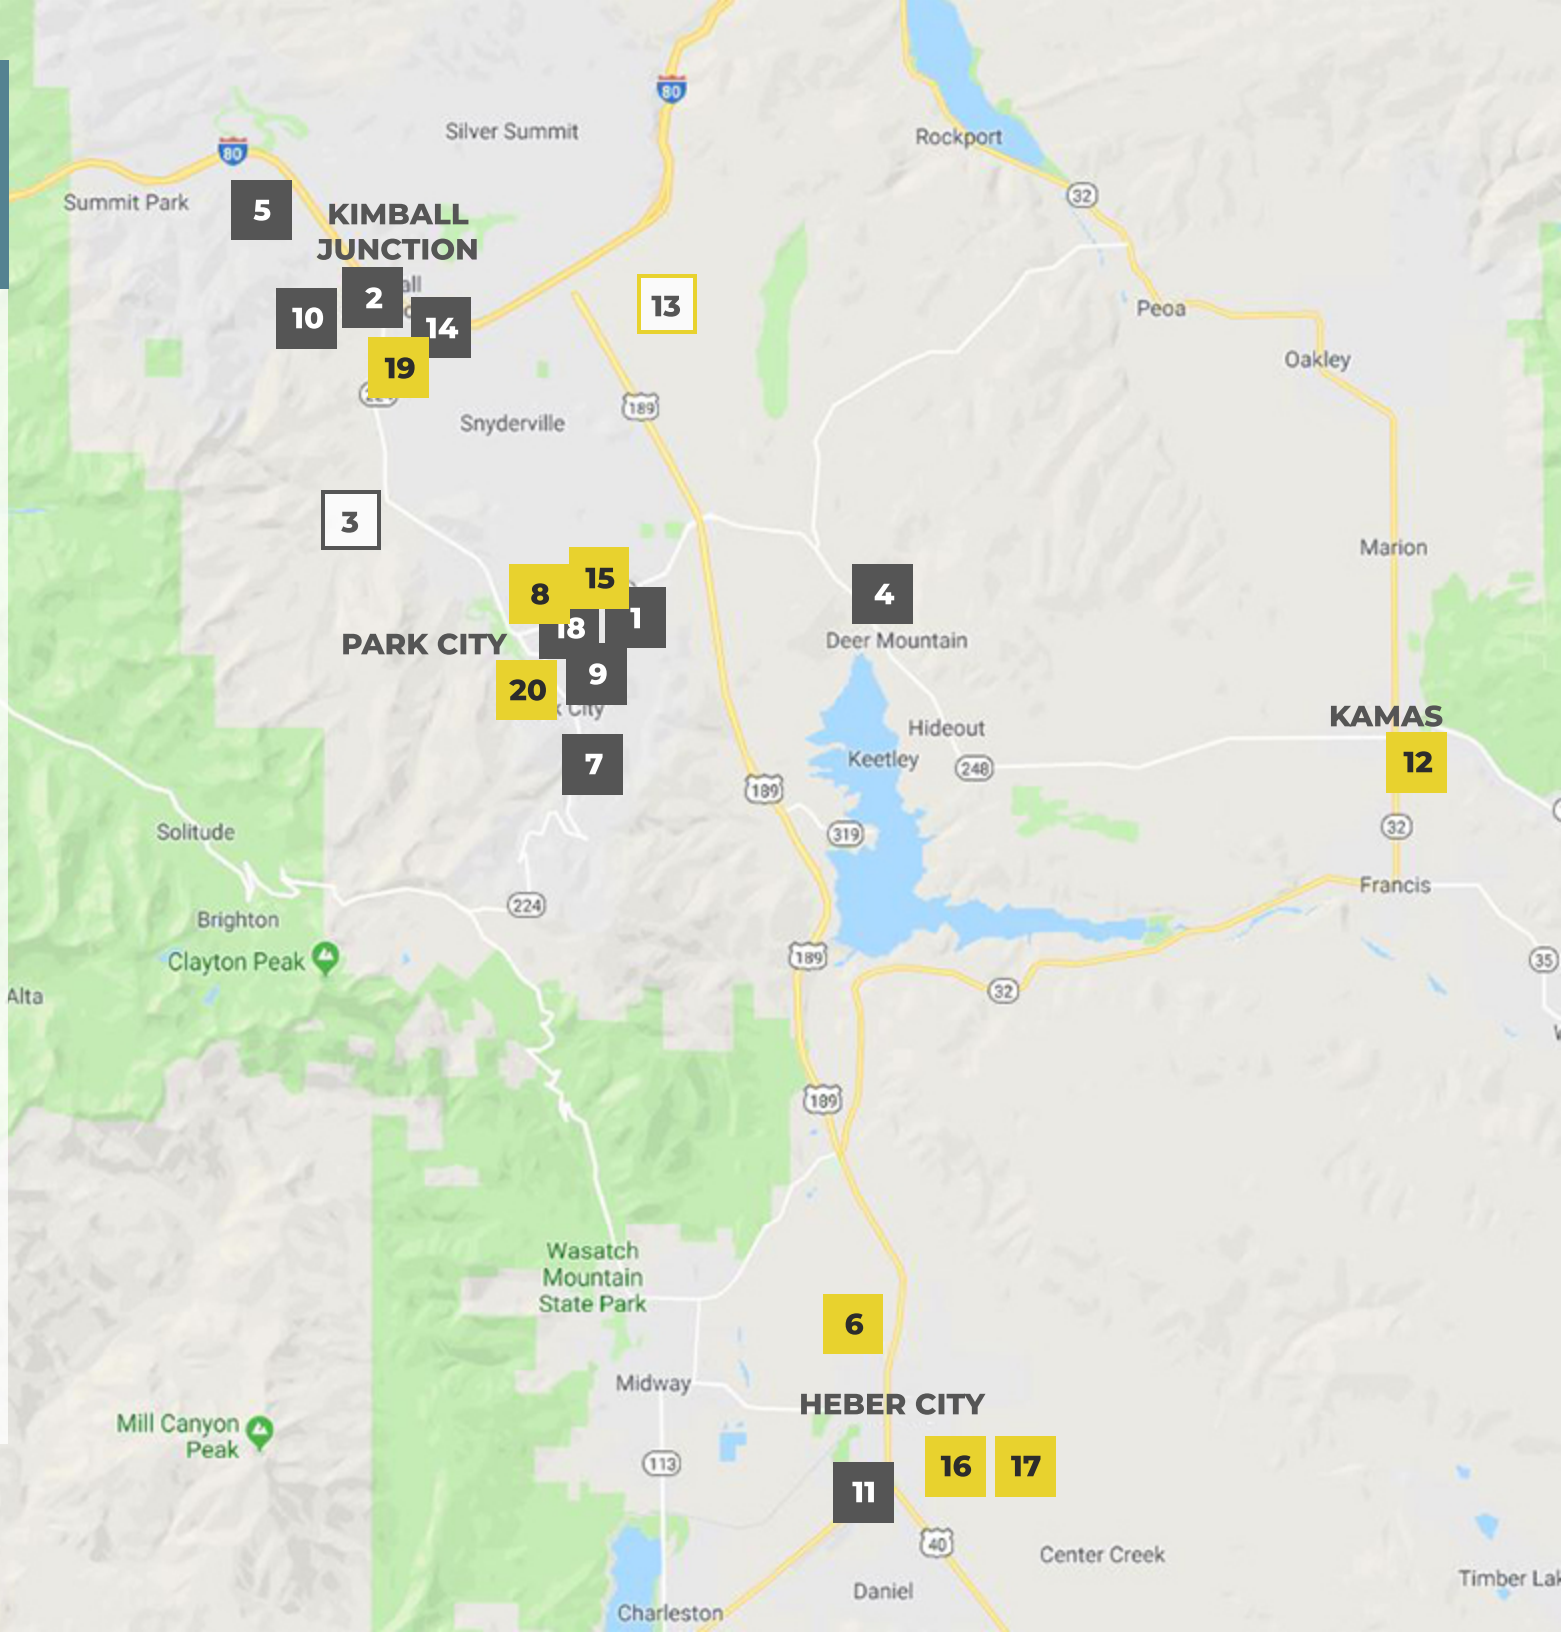 80
Silver Summit
Rockport
80
Summit Park
32
5
KIMBALL
JUNCTION
2
10
14
13
Peoa
19
Oakley
189
Snyderville
3
Marion
15
8
4
1
18
Deer Mountain
PARK CITY
9
20
City
KAMAS
Hideout
7
Keetley
12
248
189
Solitude
319
32
Francis
224
Brighton
Clayton Peak
189
35
Alta
32
189
Wasatch
Mountain
State Park
6
Midway
HEBER CITY
Mill Canyon
Peak
113
16
17
11
40
Center Creek
Daniel
Timber
Charleston